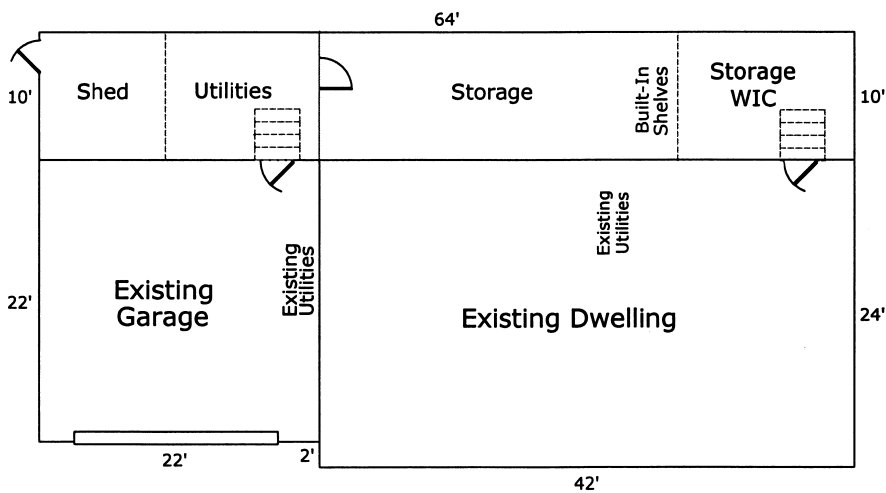 64'
10'
Shed
Utilities
Storage
Built-In
Shelves
Storage
WIC
10'
22'
Existing
Garage
Existing
Utilities
Existing
Utilities
Existing Dwelling
24'
22'
2'
42'